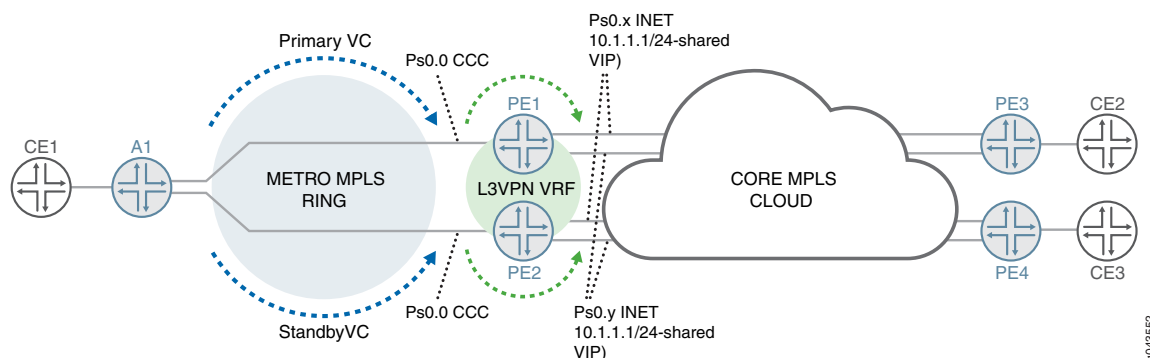 Ps0.x INET
10.1.1.1/24-shared
VIP)
Primary VC
Ps0.0 CCC
PE1
PE3
CE2
CE1
A1
METRO MPLS
RING
L3VPN VRF
CORE MPLS
CLOUD
PE2
PE4
CE3
Ps0.0 CCC
Ps0.y INET
10.1.1.1/24-shared
VIP)
StandbyVC